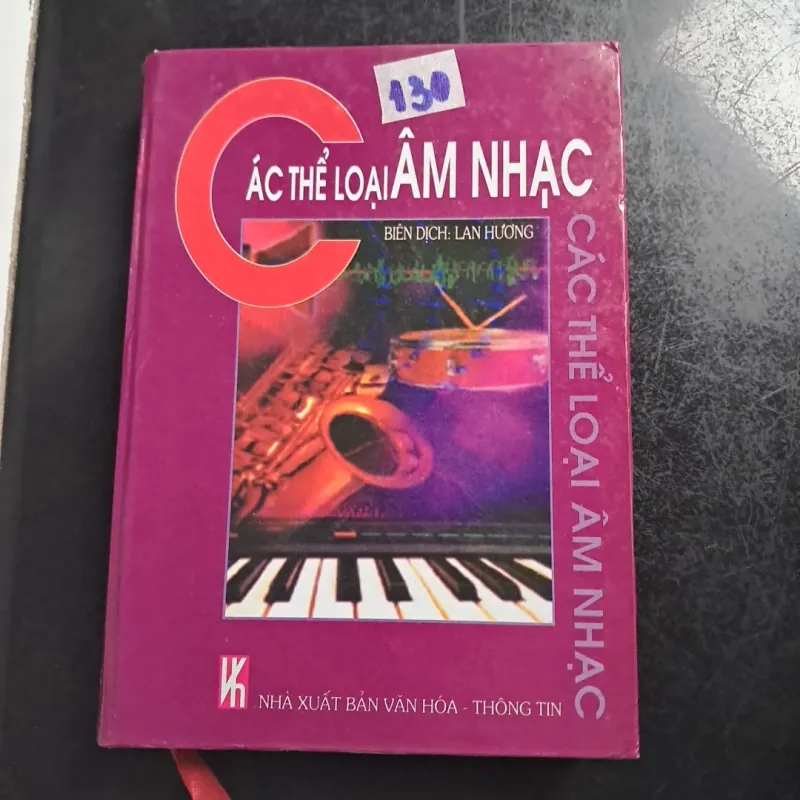 130
CÁC THỂ LOẠI ÂM NHẠC
BIÊN DỊCH: LAN HƯƠNG
CÁC THỂ LOẠI ÂM NHẠC
Vh NHÀ XUẤT BẢN VĂN HÓA - THÔNG TIN